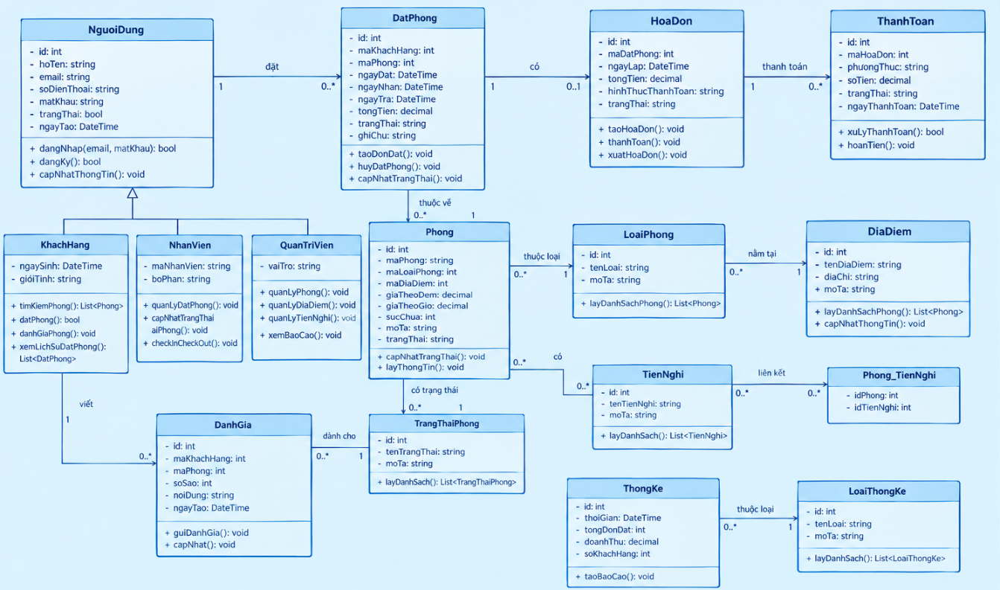 NguoiDung
- id: int
- hoTen: string
- email: string
- soDienThoai: string
- matKhau: string
- trangThai: bool
- ngayTao: DateTime
+ dangNhap(email, matKhau): bool
+ dangKy(): bool
+ capNhatThongTin(): void
đặt
1
0..*
DatPhong
- id: int
- maKhachHang: int
- maPhong: int
- ngayDat: DateTime
- ngayNhan: DateTime
- ngayTra: DateTime
- tongTien: decimal
- trangThai: string
- ghiChu: string
+ taoDonDat(): void
+ huyDatPhong(): void
+ capNhatTrangThai(): void
có
1
0..1
HoaDon
- id: int
- maDatPhong: int
- ngayLap: DateTime
- tongTien: decimal
- hinhThucThanhToan: string
- trangThai: string
+ taoHoaDon(): void
+ thanhToan(): void
+ xuatHoaDon(): void
thanh toán
1
0..*
ThanhToan
- id: int
- maHoaDon: int
- phưongThuc: string
- soTien: decimal
- trangThai: string
- ngayThanhToan: DateTime
+ xuLyThanhToan(): bool
+ hoanTien(): void
thuộc về
0..*
1
KhachHang
- ngaySinh: DateTime
- gióiTinh: string
+ timKiemPhong(): List<Phong>
+ datPhong(): bool
+ danhGiaPhong(): void
+ xemLichSuDatPhong():
List<DatPhong>
NhanVien
- maNhanVien: string
- boPhan: string
+ quanLyDatPhong(): void
+ capNhatTrangThai
aiPhong(): void
+ checkInCheckOut(): void
QuanTriVien
- vaiTro: string
+ quanLyPhong(): void
+ quanLyDiaDiem(): void
+ quanLyTienNghi(): void
+ xemBaoCao(): void
Phong
- id: int
- maPhong: string
- maLoaiPhong: int
- maDiaDiem: int
- giaTheoDem: decimal
- giaTheoGio: decimal
- sucChua: int
- moTa: string
- trangThai: string
+ capNhatTrangThai(): void
+ layThongTin(): void
thuộc loại
0..*
1
LoaiPhong
- id: int
- tenLoai: string
- moTa: string
+ layDanhSachPhong(): List<Phong>
nằm tại
0..*
1
DiaDiem
- id: int
- tenDiaDiem: string
- diaChi: string
+ moTa: string
+ layDanhSachPhong(): List<Phong>
+ capNhatThongTin(): void
có
0..*
0..*
TienNghi
- id: int
- tenTienNghi: string
- moTa: string
+ layDanhSach(): List<TienNghi>
liên kết
0..*
0..*
Phong_TienNghi
- idPhong: int
- idTienNghi: int
có trạng thái
0..*
1
viết
1
0..*
DanhGia
- id: int
- maKhachHang: int
- maPhong: int
- soSao: int
- noiDung: string
- ngayTao: DateTime
+ guiDanhGia(): void
+ capNhat(): void
dành cho
0..*
1
TrangThaiPhong
- id: int
- tenTrangThai: string
- moTa: string
+ layDanhSach(): List<TrangThaiPhong>
ThongKe
- id: int
- thoiGian: DateTime
- tongDonDat: int
- doanhThu: decimal
- soKhachHang: int
+ taoBaoCao(): void
thuộc loại
0..*
1
LoaiThongKe
- id: int
- tenLoai: string
- moTa: string
+ layDanhSach(): List<LoaiThongKe>